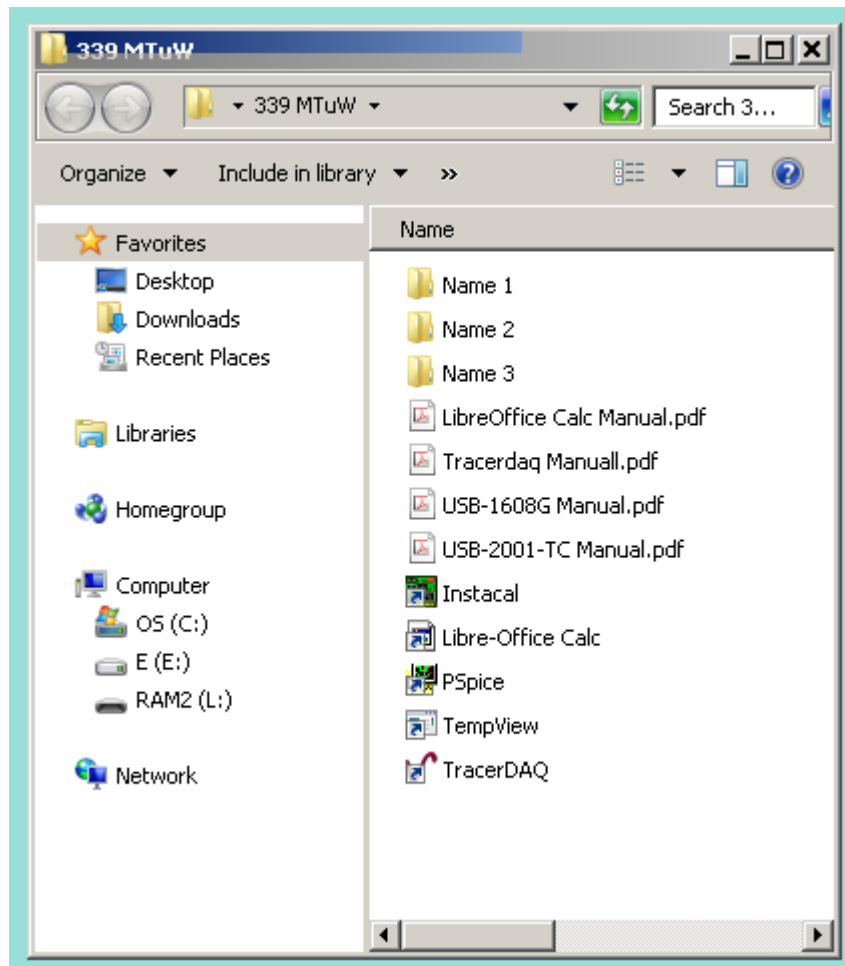 339 MTuW
339 MTuW Search 3...
Organize Include in library »
Favorites
Desktop
Downloads
Recent Places
Libraries
Homegroup
Computer
OS (C:)
E (E:)
RAM2 (L:)
Network
Name
Name 1
Name 2
Name 3
LibreOffice Calc Manual.pdf
Tracerdaq Manuall.pdf
USB-1608G Manual.pdf
USB-2001-TC Manual.pdf
Instacal
Libre-Office Calc
PSpice
TempView
TracerDAQ